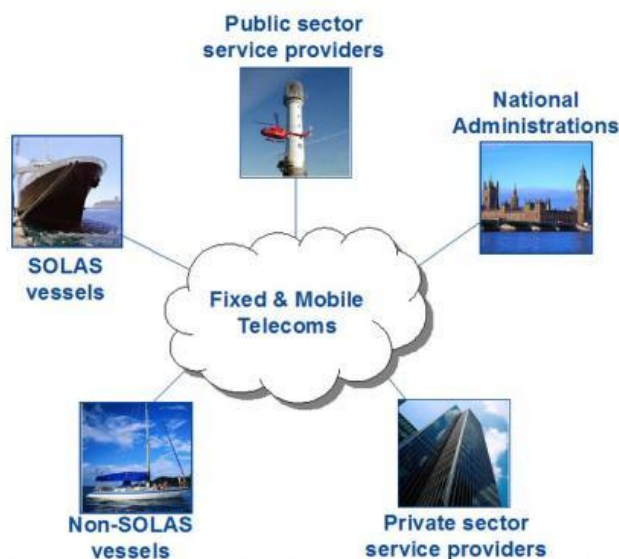 Public sector
service providers
National
Administrations
SOLAS
vessels
Fixed & Mobile
Telecoms
Non-SOLAS
vessels
Private sector
service providers